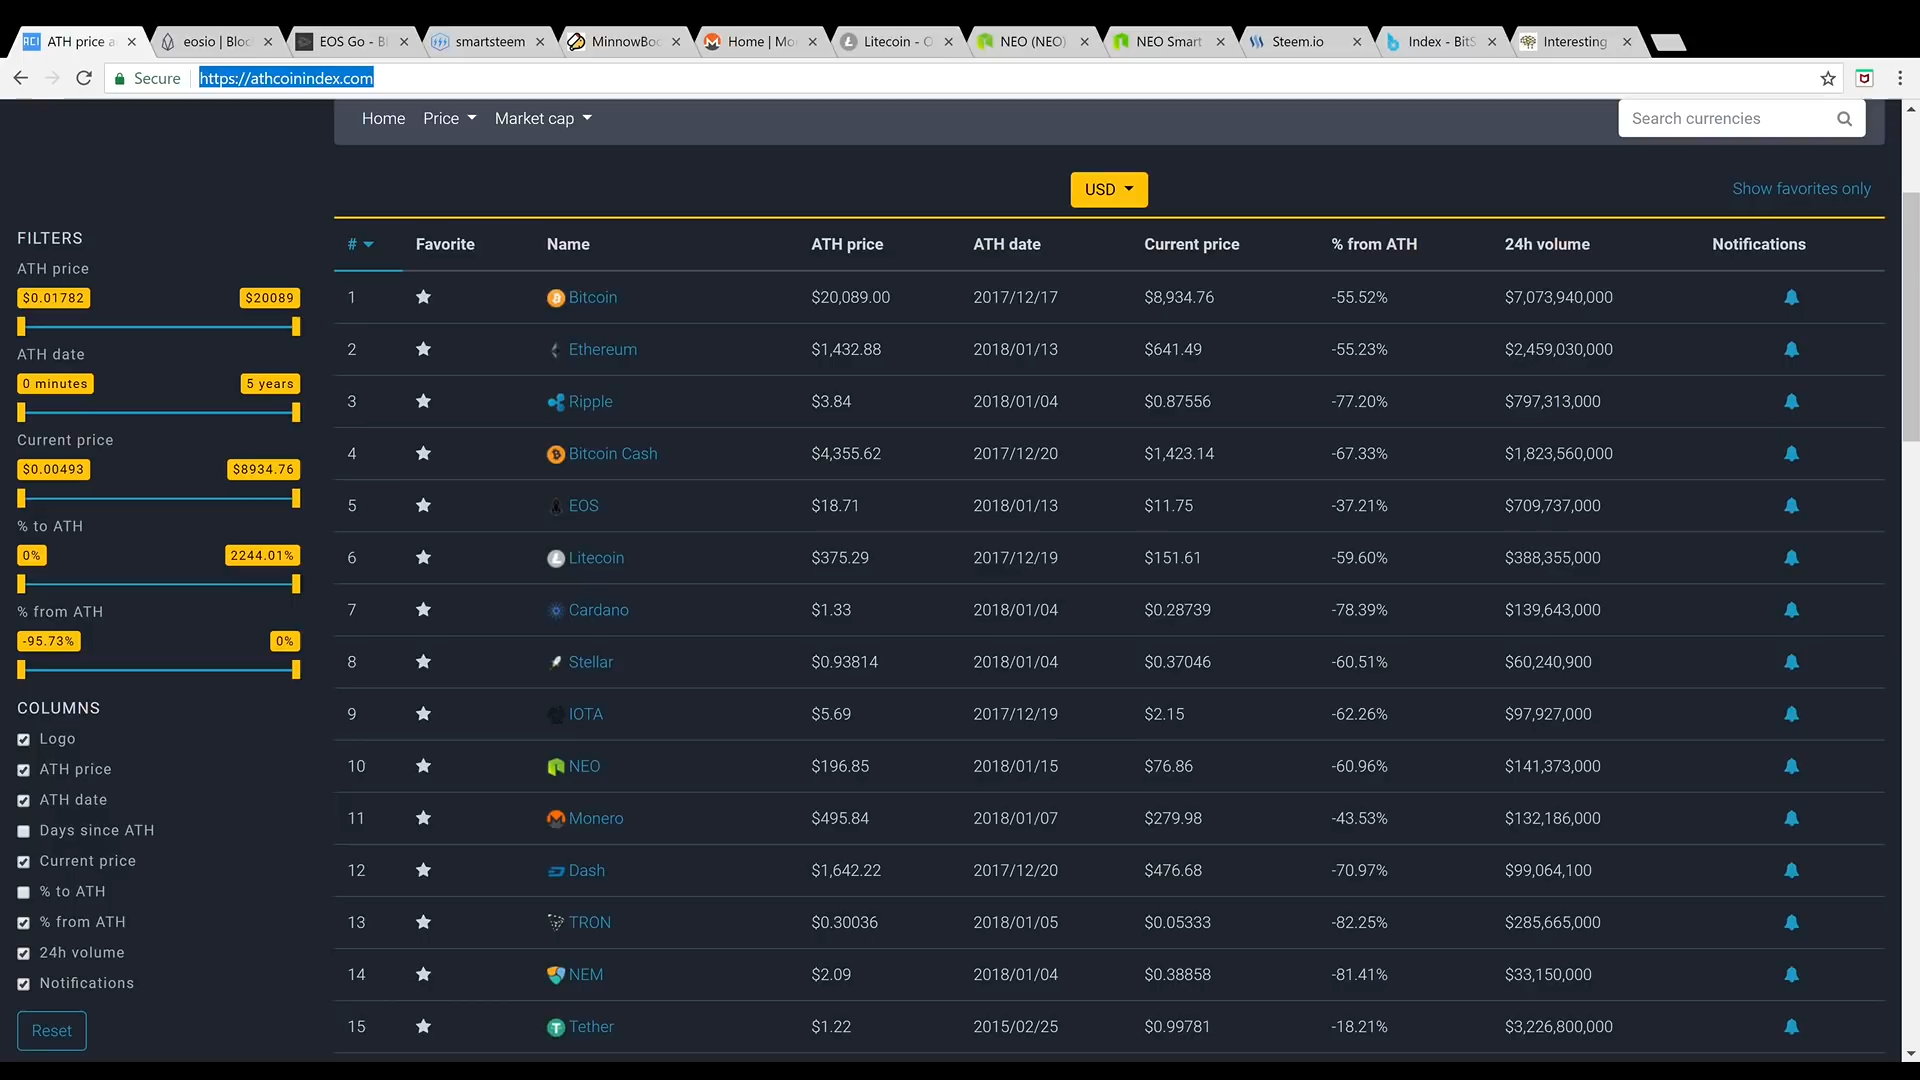 ACI ATH price a eosio | Bloc EOS Go - Bl smartsteem MinnowBoo Home | Mo Litecoin - O NEO (NEO) NEO Smart Steem.io Index - BitS Interesting
Secure https://athcoinindex.com
Home Price Market cap Search currencies
USD Show favorites only
FILTERS
ATH price
$0.01782 $20089
ATH date
0 minutes 5 years
Current price
$0.00493 $8934.76
% to ATH
0% 2244.01%
% from ATH
-95.73% 0%
COLUMNS
Logo
ATH price
ATH date
Days since ATH
Current price
% to ATH
% from ATH
24h volume
Notifications
Reset
# Favorite Name ATH price ATH date Current price % from ATH 24h volume Notifications
1 Bitcoin $20,089.00 2017/12/17 $8,934.76 -55.52% $7,073,940,000
2 Ethereum $1,432.88 2018/01/13 $641.49 -55.23% $2,459,030,000
3 Ripple $3.84 2018/01/04 $0.87556 -77.20% $797,313,000
4 Bitcoin Cash $4,355.62 2017/12/20 $1,423.14 -67.33% $1,823,560,000
5 EOS $18.71 2018/01/13 $11.75 -37.21% $709,737,000
6 Litecoin $375.29 2017/12/19 $151.61 -59.60% $388,355,000
7 Cardano $1.33 2018/01/04 $0.28739 -78.39% $139,643,000
8 Stellar $0.93814 2018/01/04 $0.37046 -60.51% $60,240,900
9 IOTA $5.69 2017/12/19 $2.15 -62.26% $97,927,000
10 NEO $196.85 2018/01/15 $76.86 -60.96% $141,373,000
11 Monero $495.84 2018/01/07 $279.98 -43.53% $132,186,000
12 Dash $1,642.22 2017/12/20 $476.68 -70.97% $99,064,100
13 TRON $0.30036 2018/01/05 $0.05333 -82.25% $285,665,000
14 NEM $2.09 2018/01/04 $0.38858 -81.41% $33,150,000
15 Tether $1.22 2015/02/25 $0.99781 -18.21% $3,226,800,000